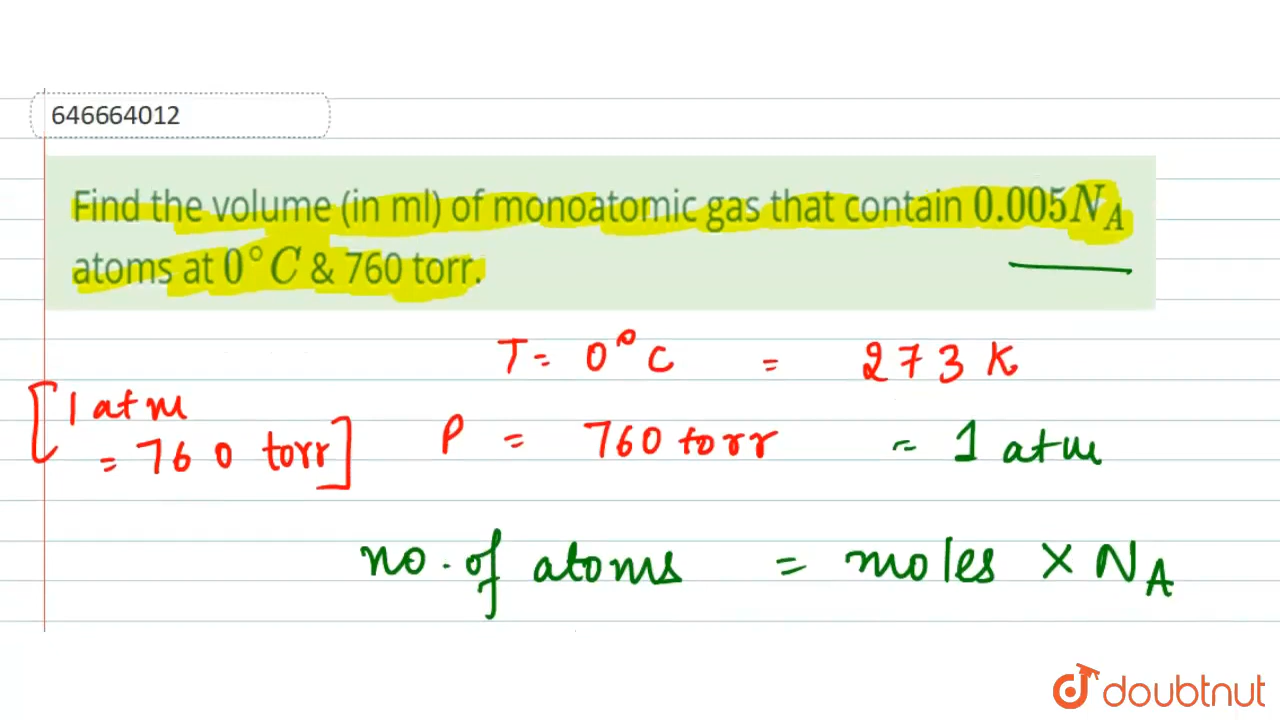 646664012
Find the volume (in ml) of monoatomic gas that contain 0.005N_A
atoms at 0°C & 760 torr.
T = 0°C = 273 K
[1 atm
= 760 torr]
P = 760 torr = 1 atm
no. of atoms = moles × N_A
doubtnut